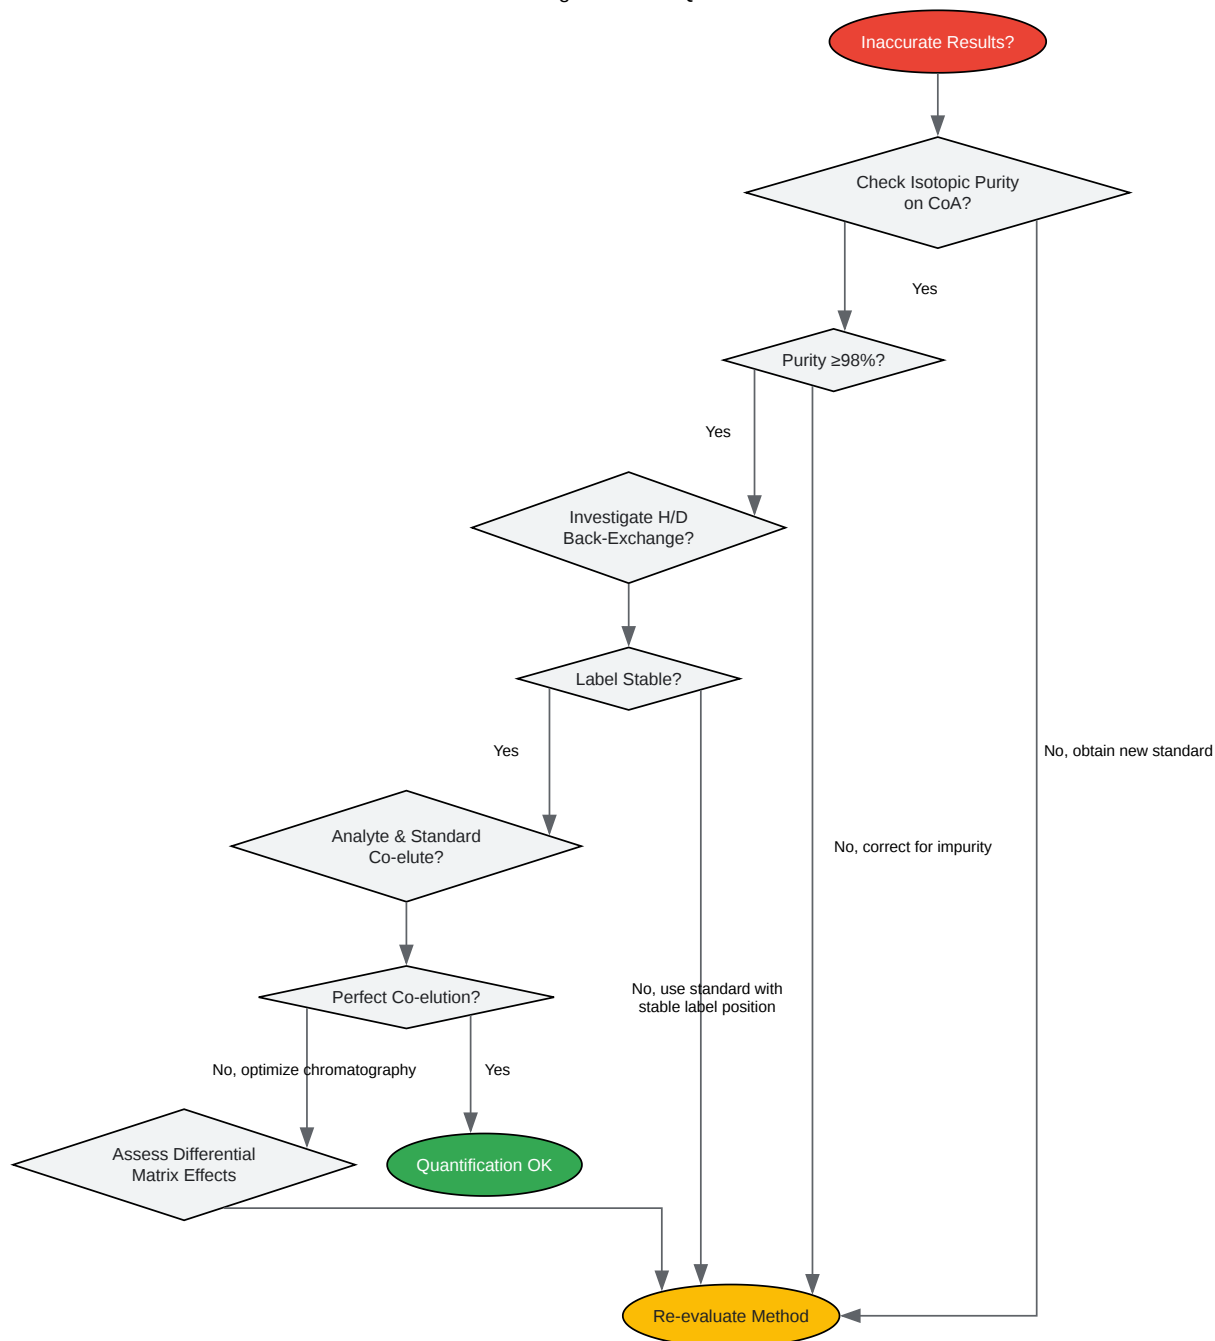 Inaccurate Results?
Check Isotopic Purity
on CoA?
Yes
Purity ≥98%?
Yes
Investigate H/D
Back-Exchange?
Label Stable?
Yes
No, obtain new standard
Analyte & Standard
Co-elute?
No, correct for impurity
Perfect Co-elution?
No, use standard with
stable label position
No, optimize chromatography
Yes
Assess Differential
Matrix Effects
Quantification OK
Re-evaluate Method